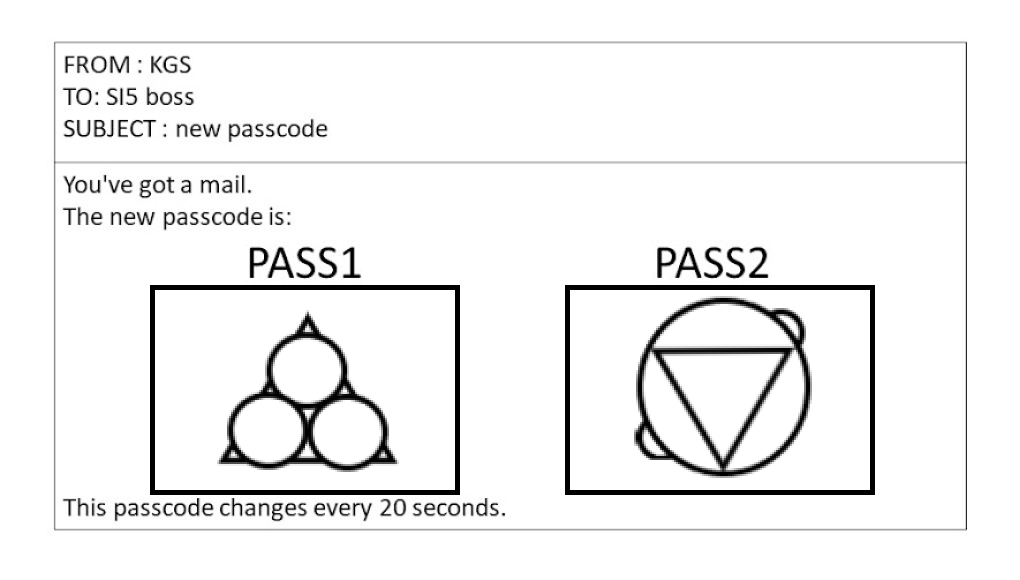 FROM : KGS
TO: SI5 boss
SUBJECT : new passcode
You've got a mail.
The new passcode is:
PASS1 PASS2
This passcode changes every 20 seconds.